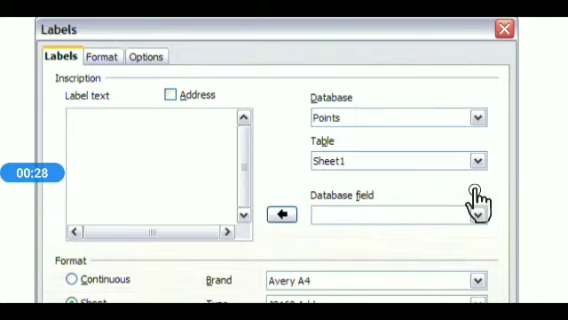 Labels
Labels Format Options
Inscription
Label text Address Database
Points
Table
Sheet1
00:28
Database field
Format
Continuous Brand Avery A4
Sheet